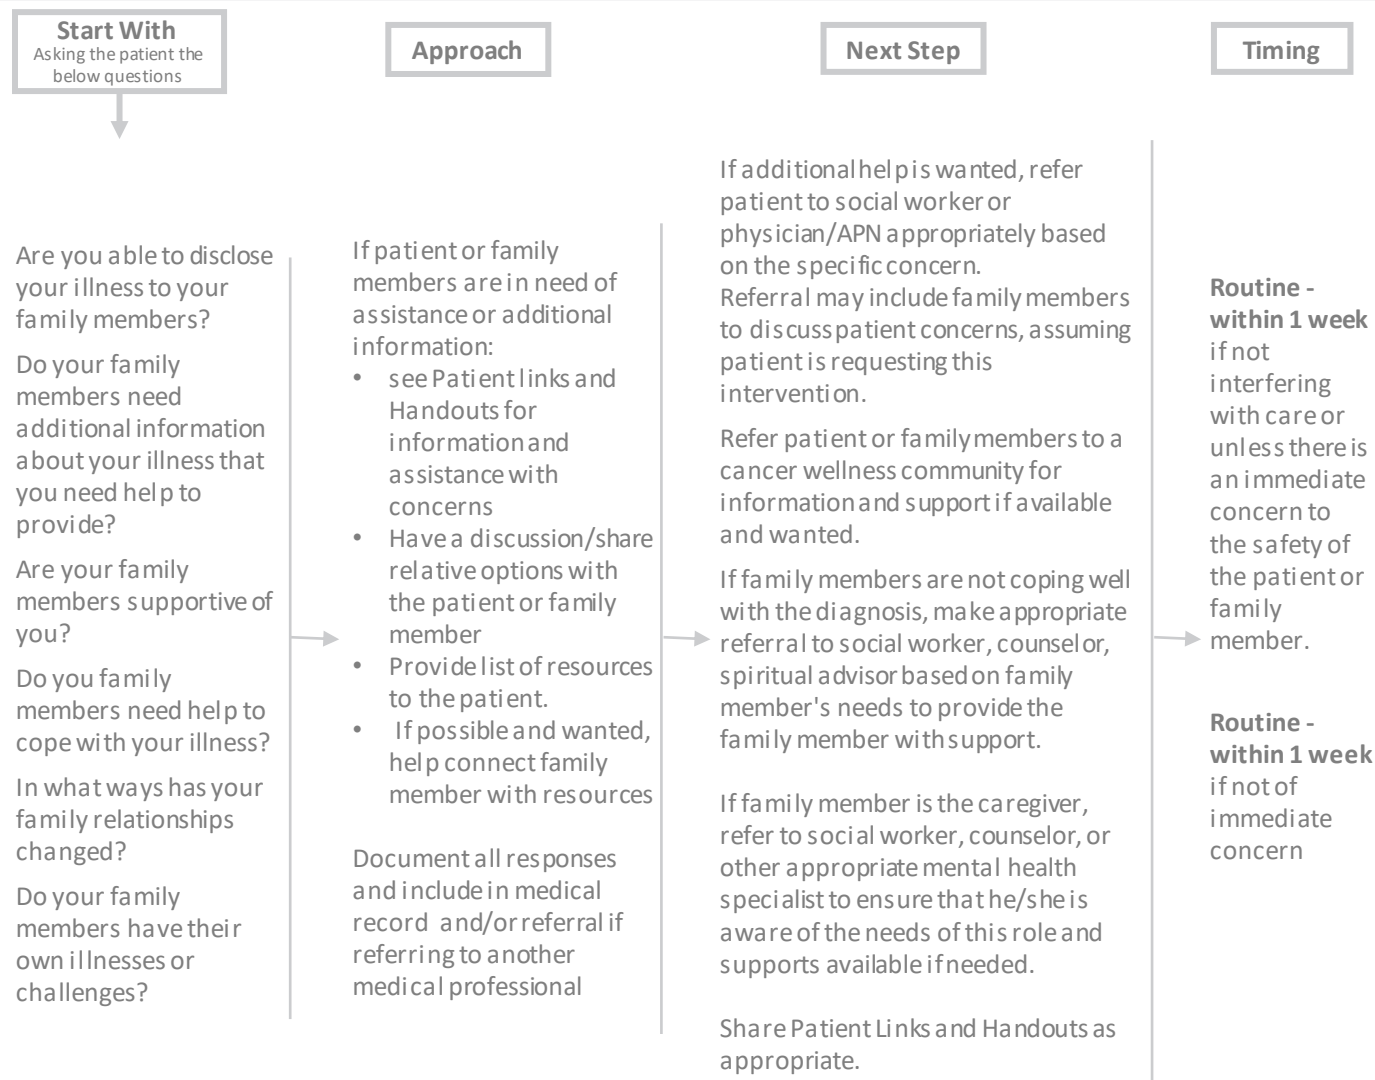 Start With
Asking the patient the
below questions
Approach
Next Step
Timing
Are you able to disclose
your illness to your
family members?
Do your family
members need
additional information
about your illness that
you need help to
provide?
Are your family
members supportive of
you?
Do you family
members need help to
cope with your illness?
In what ways has your
family relationships
changed?
Do your family
members have their
own illnesses or
challenges?
If patient or family
members are in need of
assistance or additional
information:
• see Patient links and
Handouts for
information and
assistance with
concerns
• Have a discussion/share
relative options with
the patient or family
member
• Provide list of resources
to the patient.
• If possible and wanted,
help connect family
member with resources
Document all responses
and include in medical
record and/or referral if
referring to another
medical professional
If additional help is wanted, refer
patient to social worker or
physician/APN appropriately based
on the specific concern.
Referral may include family members
to discuss patient concerns, assuming
patient is requesting this
intervention.
Refer patient or family members to a
cancer wellness community for
information and support if available
and wanted.
If family members are not coping well
with the diagnosis, make appropriate
referral to social worker, counselor,
spiritual advisor based on family
member's needs to provide the
family member with support.
If family member is the caregiver,
refer to social worker, counselor, or
other appropriate mental health
specialist to ensure that he/she is
aware of the needs of this role and
supports available if needed.
Share Patient Links and Handouts as
appropriate.
Routine -
within 1 week
if not
interfering
with care or
unless there is
an immediate
concern to
the safety of
the patient or
family
member.
Routine -
within 1 week
if not of
immediate
concern